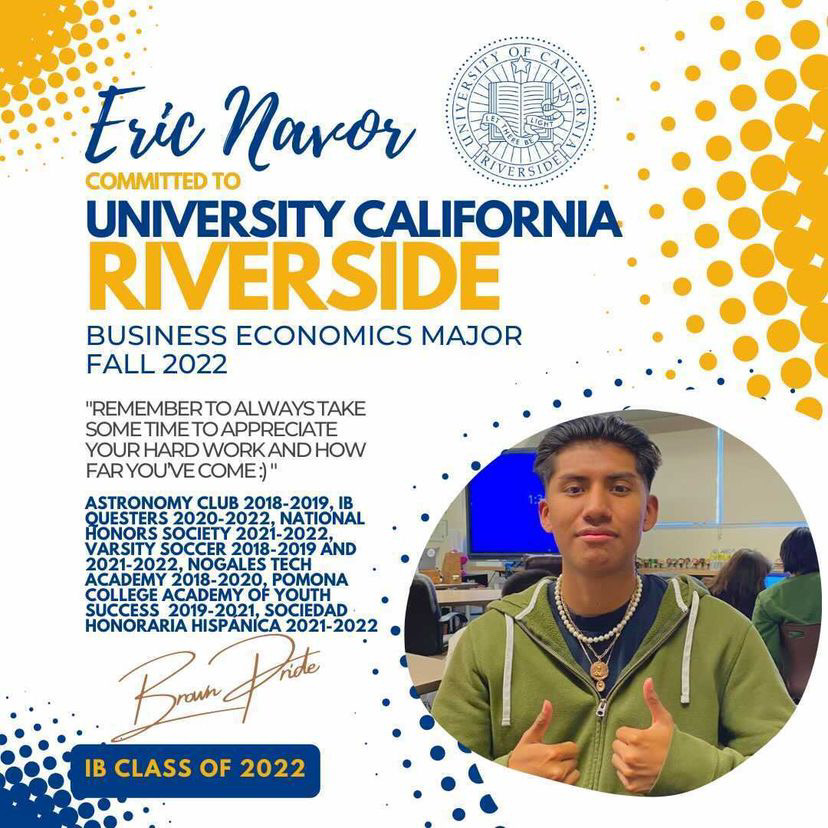 Eric Navor
UNIVERSITY OF CALIFORNIA
LET THERE BE LIGHT
RIVERSIDE
COMMITTED TO
UNIVERSITY CALIFORNIA
RIVERSIDE
BUSINESS ECONOMICS MAJOR
FALL 2022
"REMEMBER TO ALWAYS TAKE
SOME TIME TO APPRECIATE
YOUR HARD WORK AND HOW
FAR YOU'VE COME :) "
ASTRONOMY CLUB 2018-2019, IB
QUESTERS 2020-2022, NATIONAL
HONORS SOCIETY 2021-2022,
VARSITY SOCCER 2018-2019 AND
2021-2022, NOGALES TECH
ACADEMY 2018-2020, POMONA
COLLEGE ACADEMY OF YOUTH
SUCCESS 2019-2021, SOCIEDAD
HONORARIA HISPÁNICA 2021-2022
Brown Pride
IB CLASS OF 2022